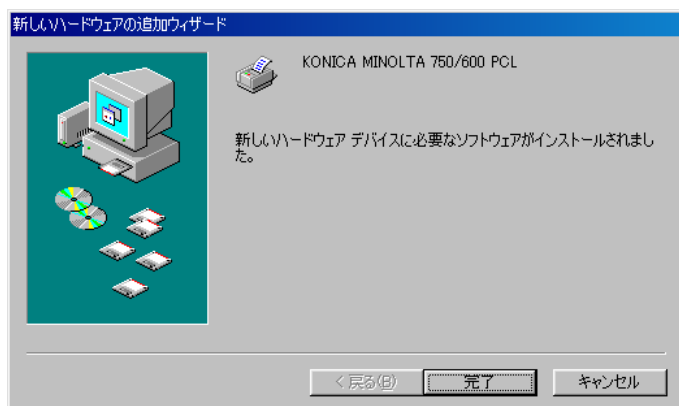 新しいハードウェアの追加ウィザード
KONICA MINOLTA 750/600 PCL
新しいハードウェア デバイスに必要なソフトウェアがインストールされまし
た。
< 戻る(B)
完了
キャンセル